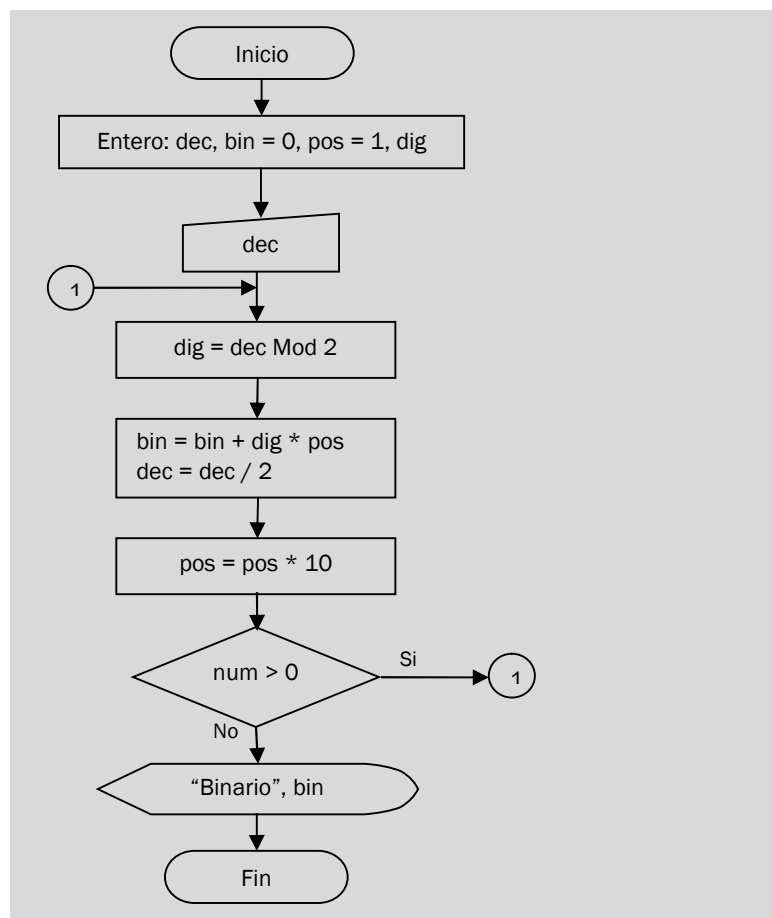 Inicio
Entero: dec, bin = 0, pos = 1, dig
dec
1
dig = dec Mod 2
bin = bin + dig * pos
dec = dec / 2
pos = pos * 10
num > 0
Si
1
No
“Binario”, bin
Fin